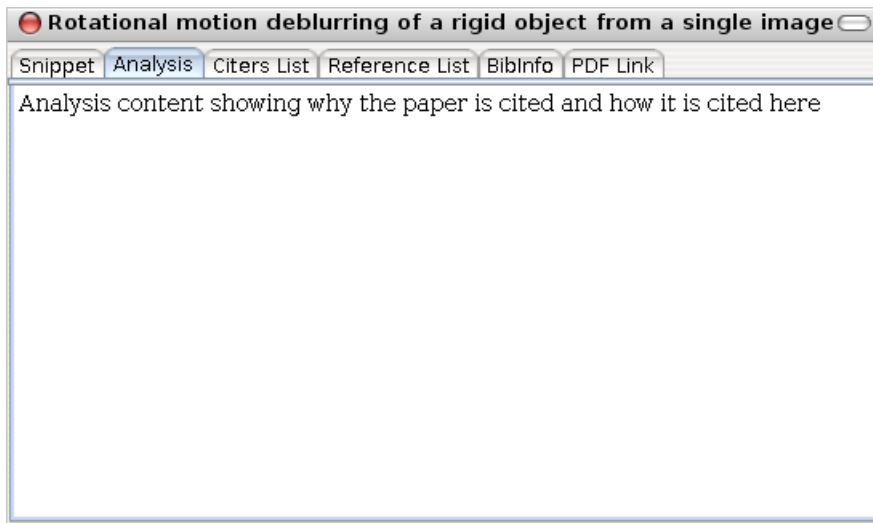 Rotational motion deblurring of a rigid object from a single image
Snippet Analysis Citers List Reference List BibInfo PDF Link
Analysis content showing why the paper is cited and how it is cited here